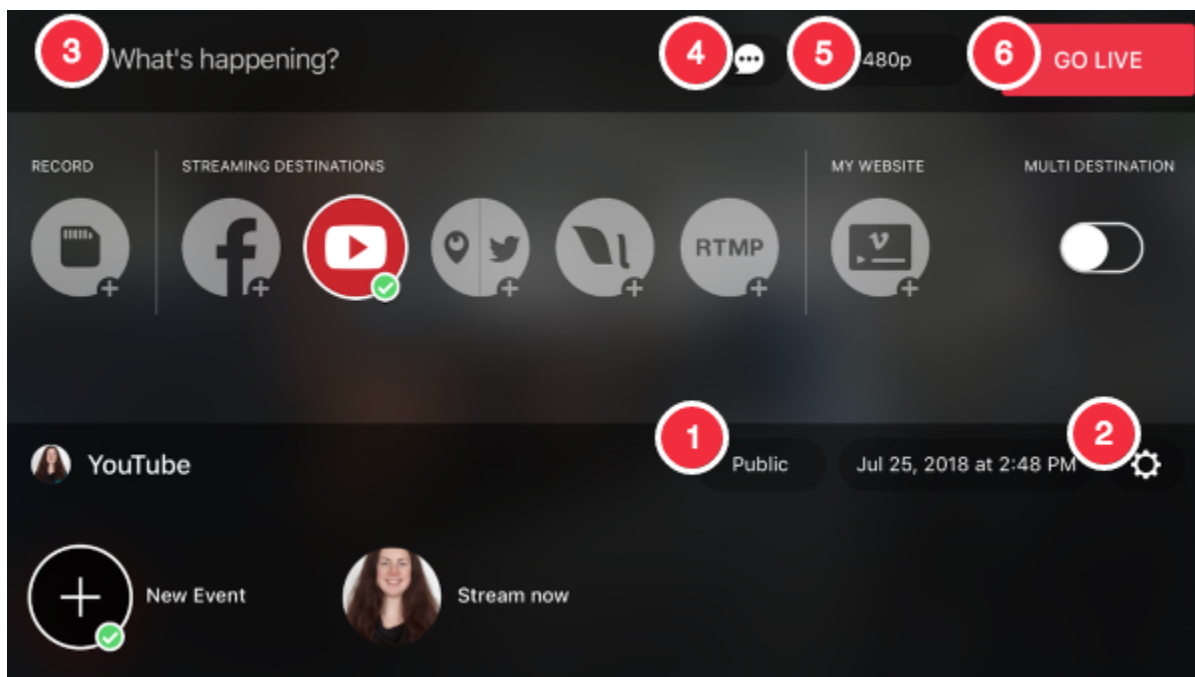 3 What's happening? 4 5 480p 6 GO LIVE
RECORD STREAMING DESTINATIONS MY WEBSITE MULTI DESTINATION
RTMP
1 2
YouTube Public Jul 25, 2018 at 2:48 PM
New Event Stream now